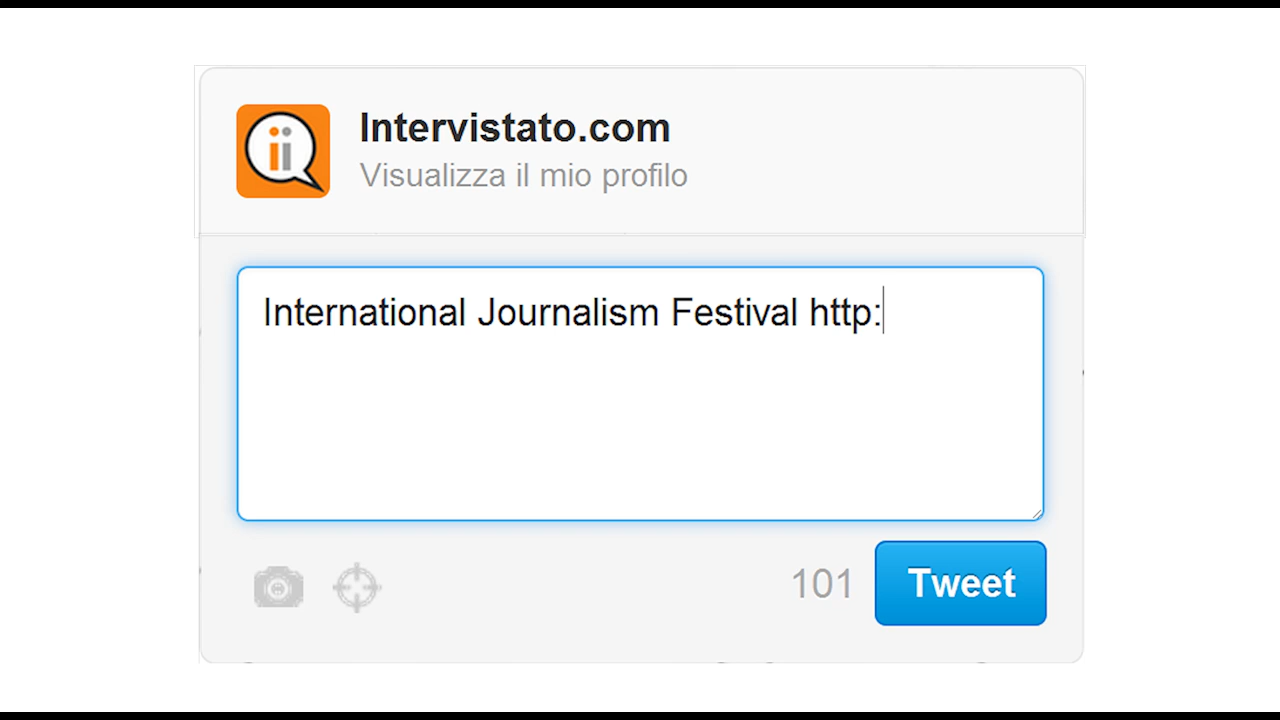 Intervistato.com
Visualizza il mio profilo
International Journalism Festival http:
101
Tweet